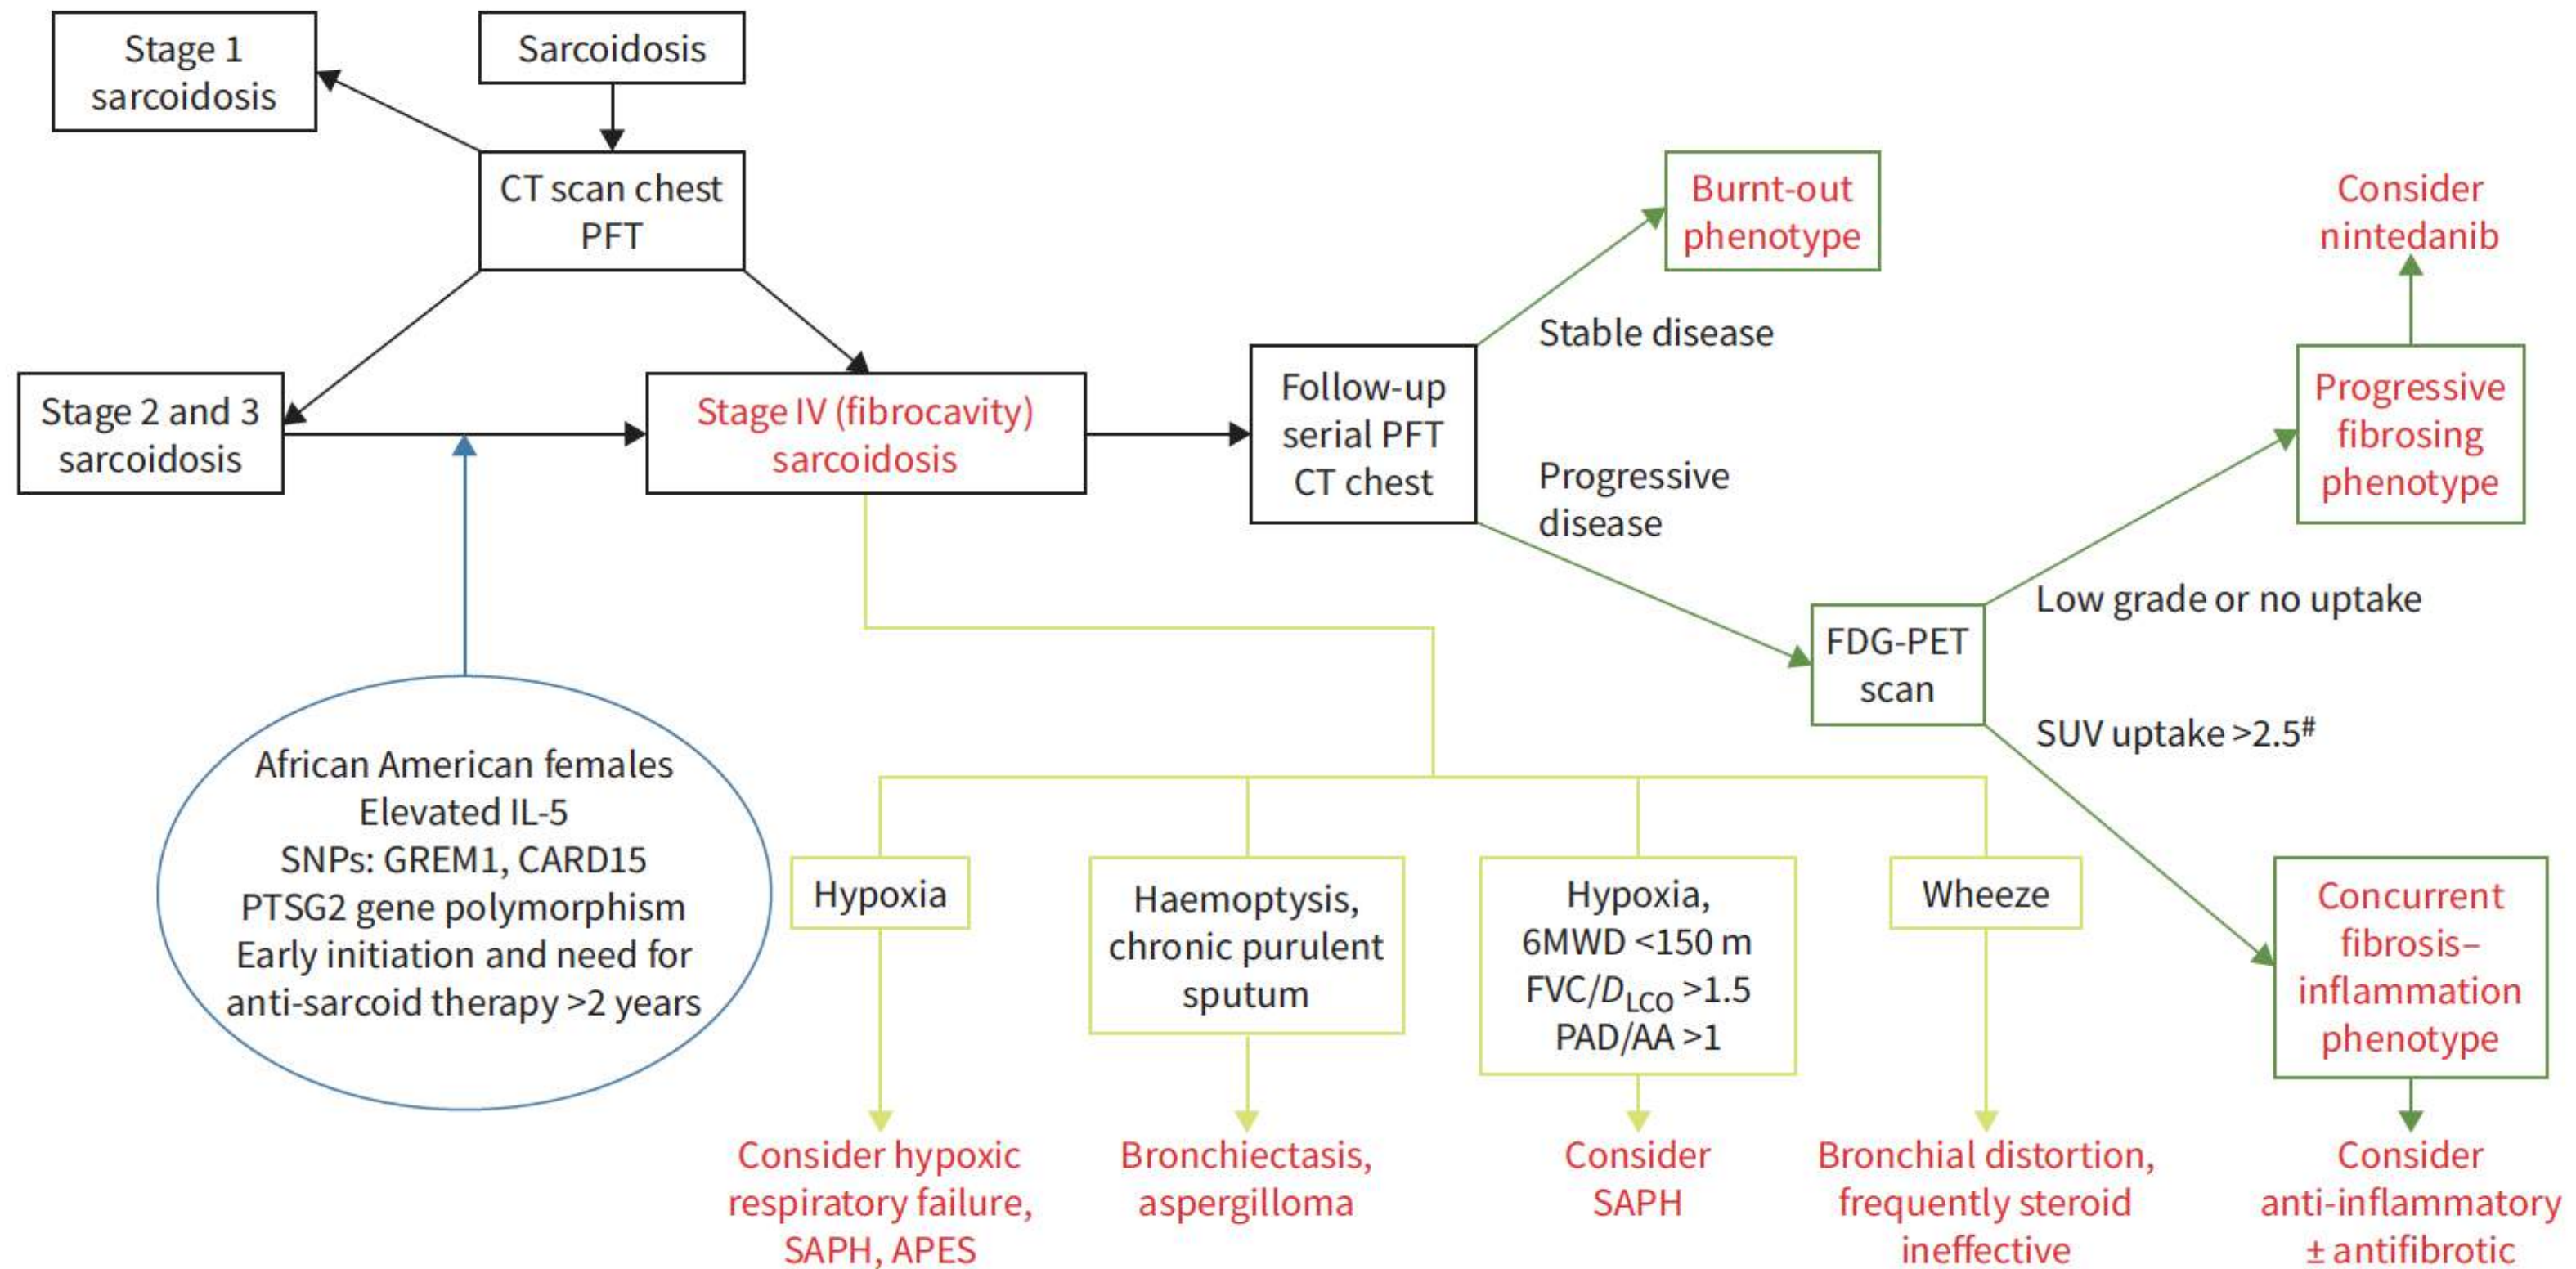 Stage 1
sarcoidosis
Sarcoidosis
CT scan chest
PFT
Stage 2 and 3
sarcoidosis
Stage IV (fibrocavity)
sarcoidosis
Follow-up
serial PFT
CT chest
Stable disease
Burnt-out
phenotype
Progressive
disease
FDG-PET
scan
Low grade or no uptake
Progressive
fibrosing
phenotype
Consider
nintedanib
SUV uptake >2.5#
Concurrent
fibrosis–
inflammation
phenotype
Consider
anti-inflammatory
± antifibrotic
African American females
Elevated IL-5
SNPs: GREM1, CARD15
PTSG2 gene polymorphism
Early initiation and need for
anti-sarcoid therapy >2 years
Hypoxia
Consider hypoxic
respiratory failure,
SAPH, APES
Haemoptysis,
chronic purulent
sputum
Bronchiectasis,
aspergilloma
Hypoxia,
6MWD <150 m
FVC/DLCO >1.5
PAD/AA >1
Consider
SAPH
Wheeze
Bronchial distortion,
frequently steroid
ineffective